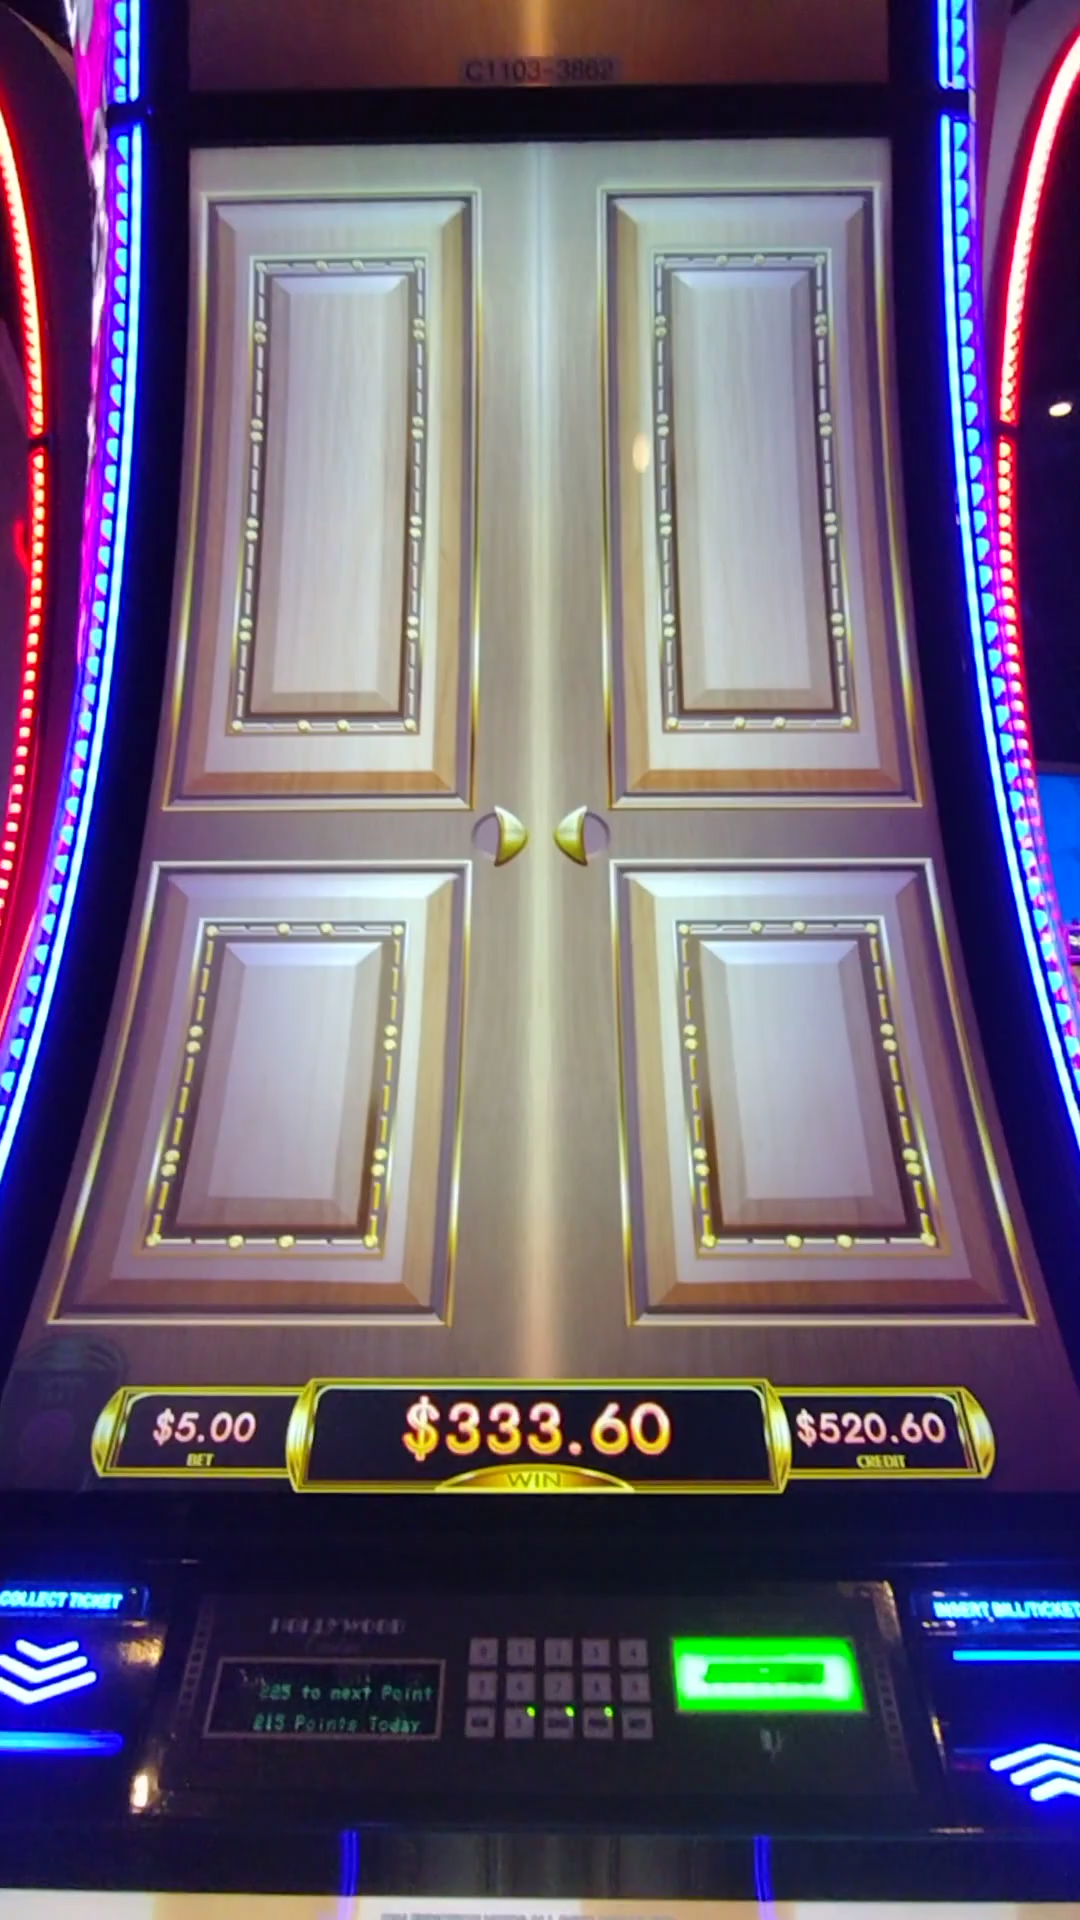 C1103-3862
$5.00
BET
$333.60
WIN
$520.60
CREDIT
COLLECT TICKET
INSERT BILL/TICKET
HOLLYWOOD
225 to next Point
215 Points Today